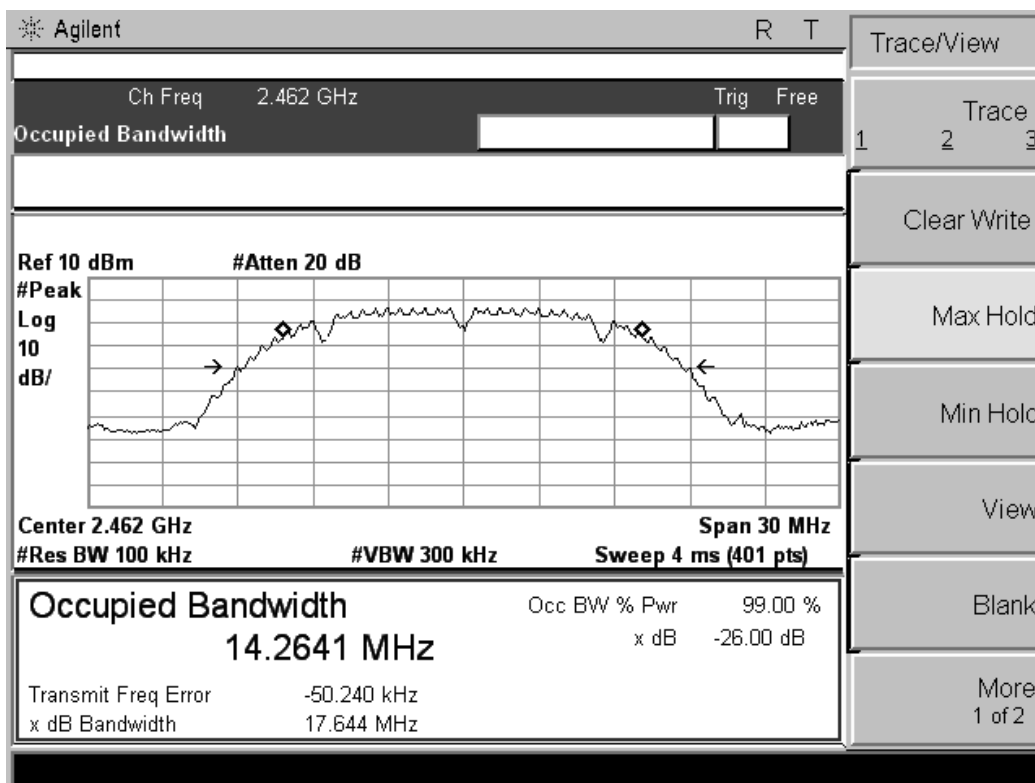 Agilent R T
Trace/View
Ch Freq 2.462 GHz Trig Free
Occupied Bandwidth
Trace
1 2 3
Clear Write
Max Hold
Min Hold
View
Blank
More
1 of 2
Ref 10 dBm #Atten 20 dB
#Peak
Log
10
dB/
Center 2.462 GHz Span 30 MHz
#Res BW 100 kHz #VBW 300 kHz Sweep 4 ms (401 pts)
Occupied Bandwidth
14.2641 MHz
Occ BW % Pwr 99.00 %
x dB -26.00 dB
Transmit Freq Error -50.240 kHz
x dB Bandwidth 17.644 MHz